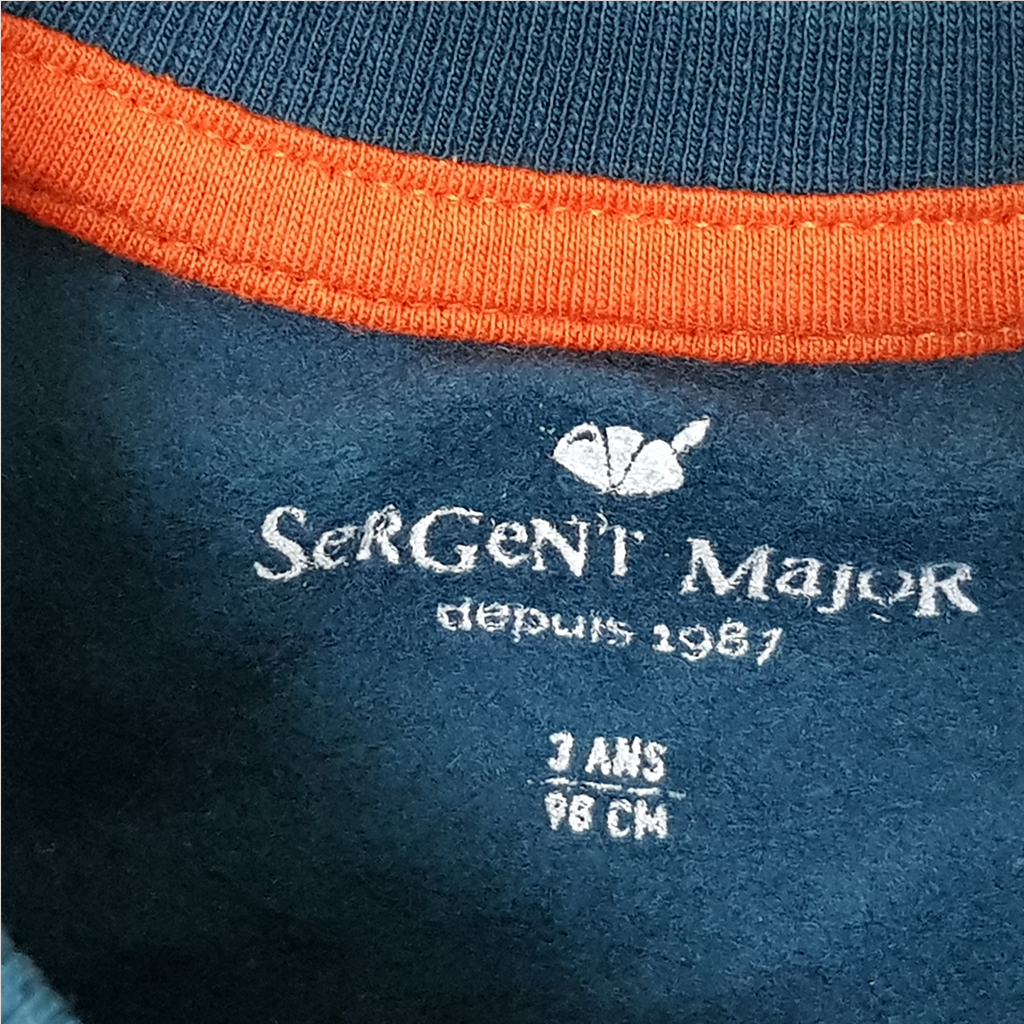 SeRGeNT MajoR
depuis 1987
3 ANS
98 CM